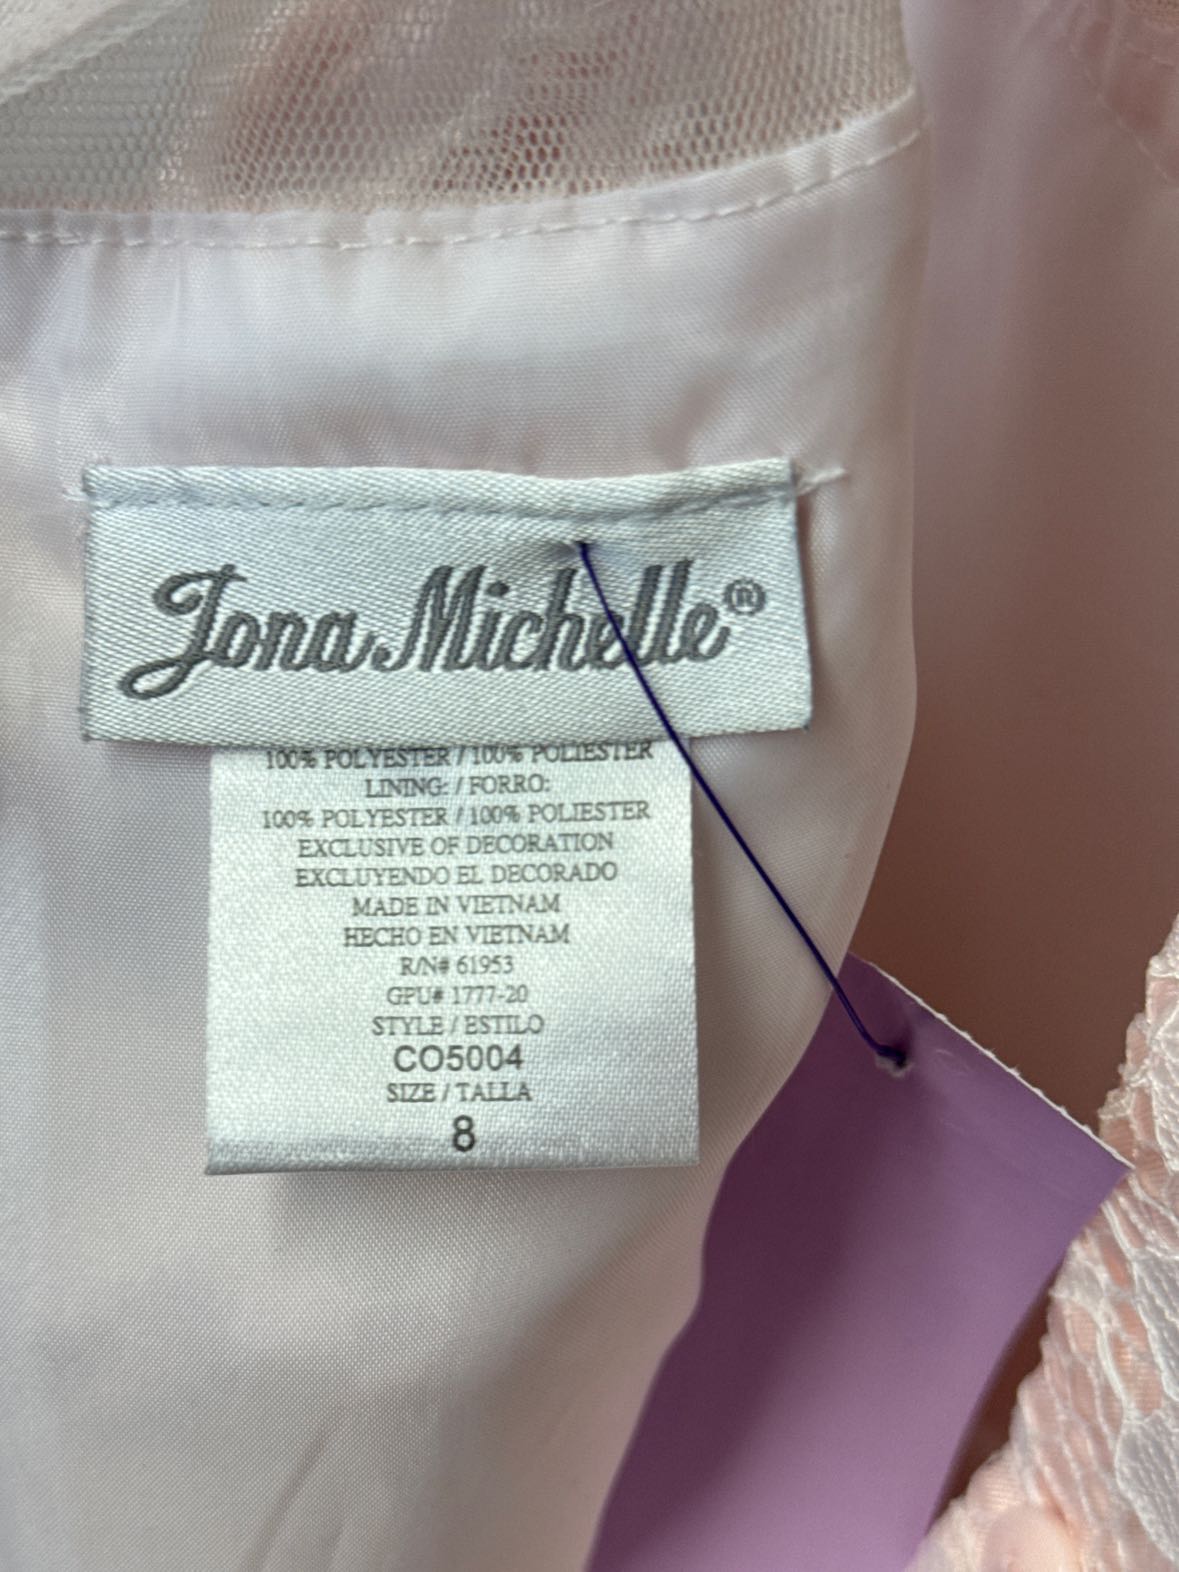 Jona Michelle®
100% POLYESTER / 100% POLIESTER
LINING: / FORRO:
100% POLYESTER / 100% POLIESTER
EXCLUSIVE OF DECORATION
EXCLUYENDO EL DECORADO
MADE IN VIETNAM
HECHO EN VIETNAM
R/N# 61953
GPU# 1777-20
STYLE / ESTILO
CO5004
SIZE / TALLA
8